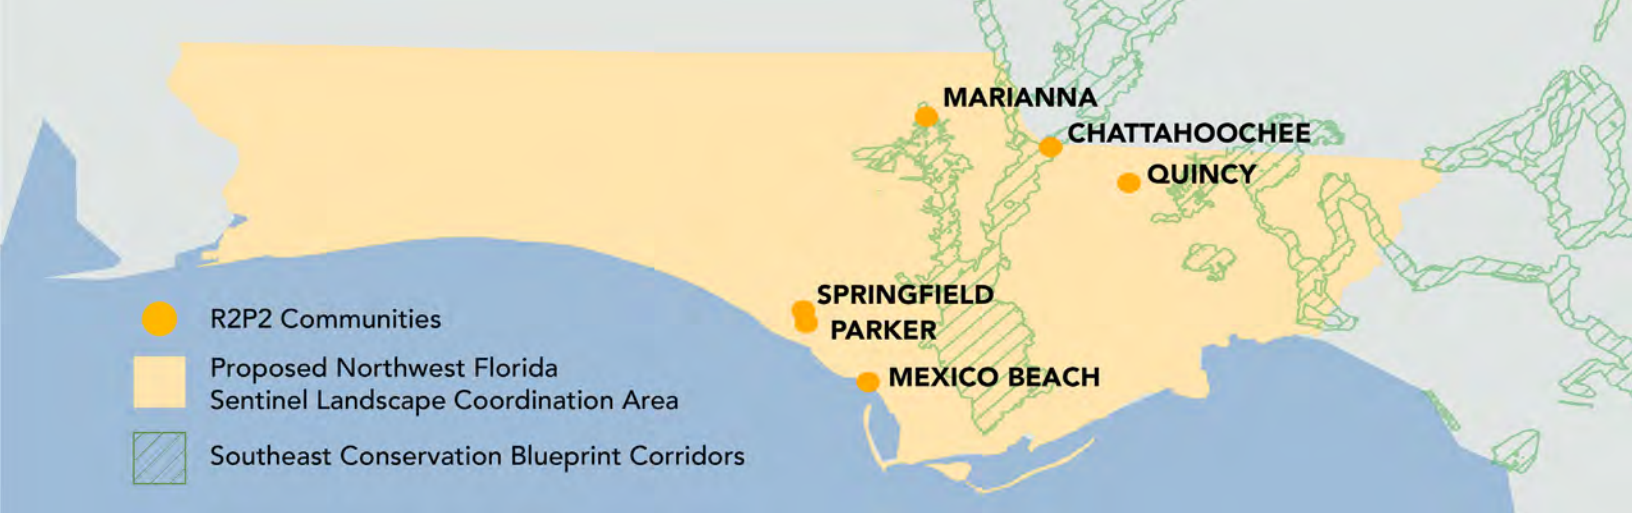 MARIANNA
CHATTAHOOCHEE
QUINCY
SPRINGFIELD
PARKER
MEXICO BEACH
R2P2 Communities
Proposed Northwest Florida
Sentinel Landscape Coordination Area
Southeast Conservation Blueprint Corridors